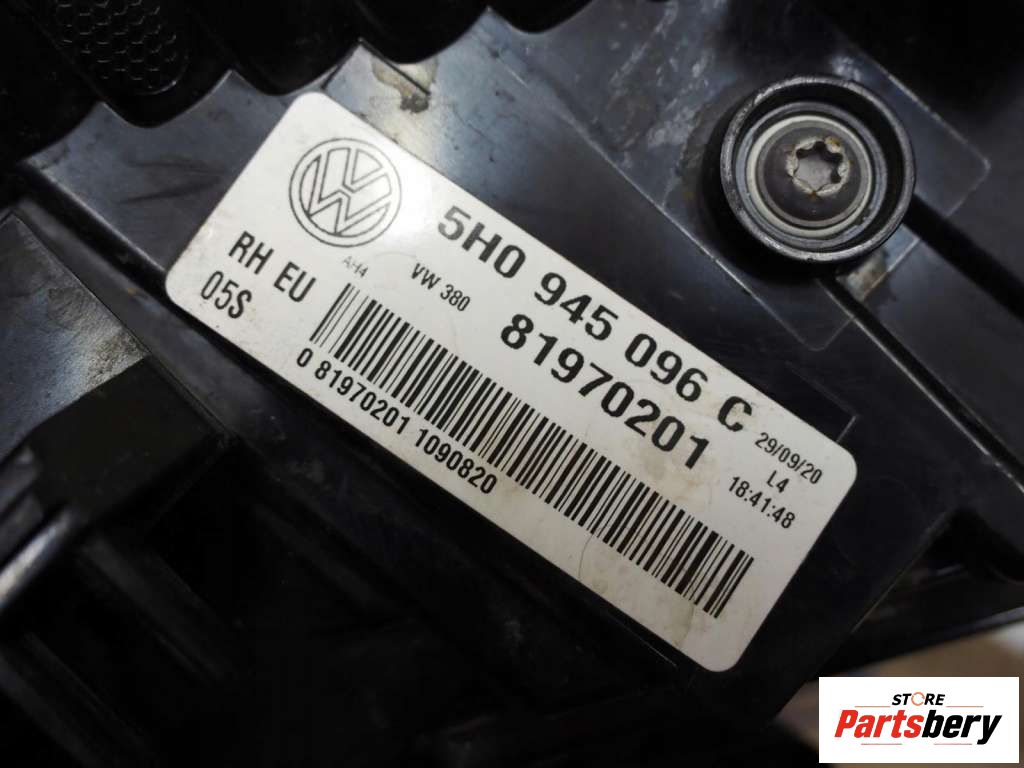 5H0 945 096 C
VW 380
81970201
AH4
RH EU
05S
29/09/20
L4
18:41:48
0 81970201 1090820
STORE
Partsbery